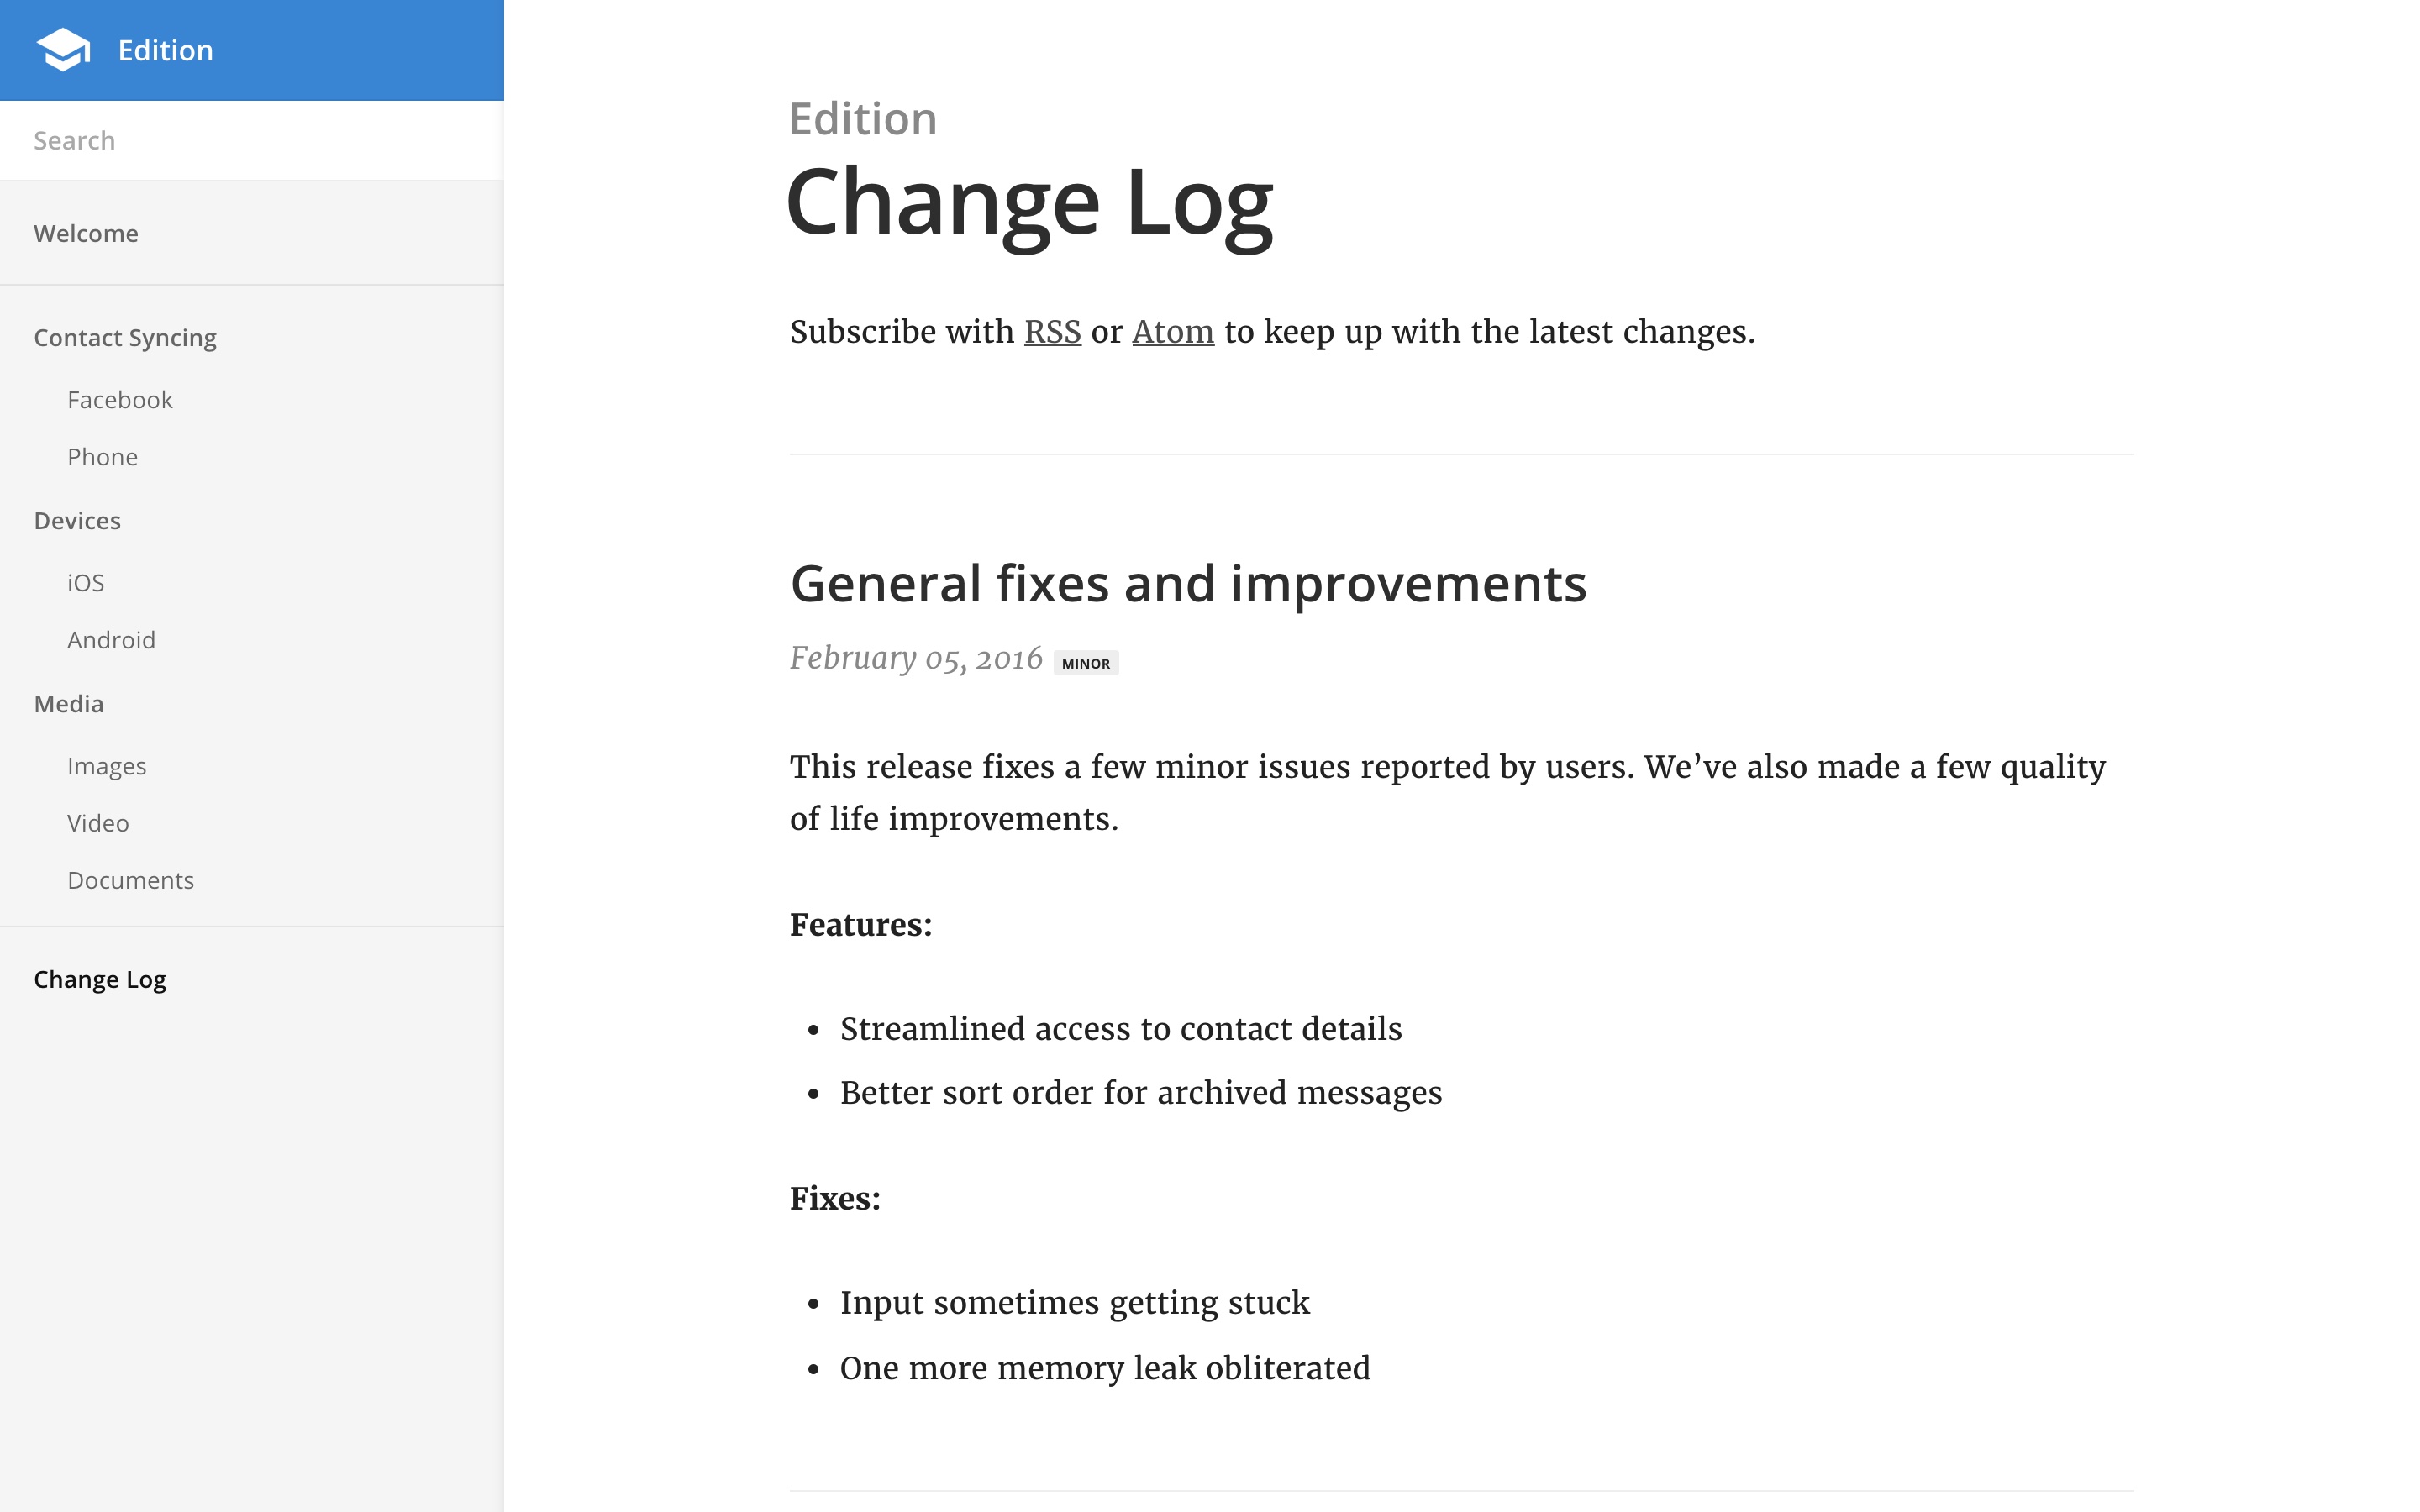 Edition
Search
Welcome
Contact Syncing
Facebook
Phone
Devices
iOS
Android
Media
Images
Video
Documents
Change Log
Edition
Change Log
Subscribe with RSS or Atom to keep up with the latest changes.
General fixes and improvements
February 05, 2016 MINOR
This release fixes a few minor issues reported by users. We’ve also made a few quality
of life improvements.
Features:
• Streamlined access to contact details
• Better sort order for archived messages
Fixes:
• Input sometimes getting stuck
• One more memory leak obliterated